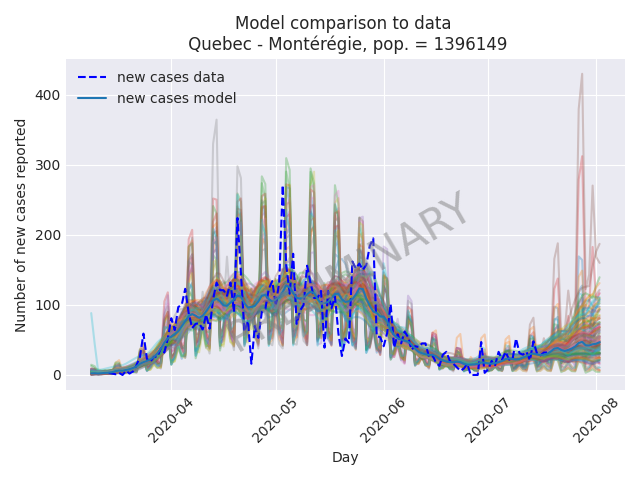 Model comparison to data
Quebec - Montérégie, pop. = 1396149
new cases data
new cases model
Number of new cases reported
400
300
200
100
0
2020-04
2020-05
2020-06
2020-07
2020-08
Day